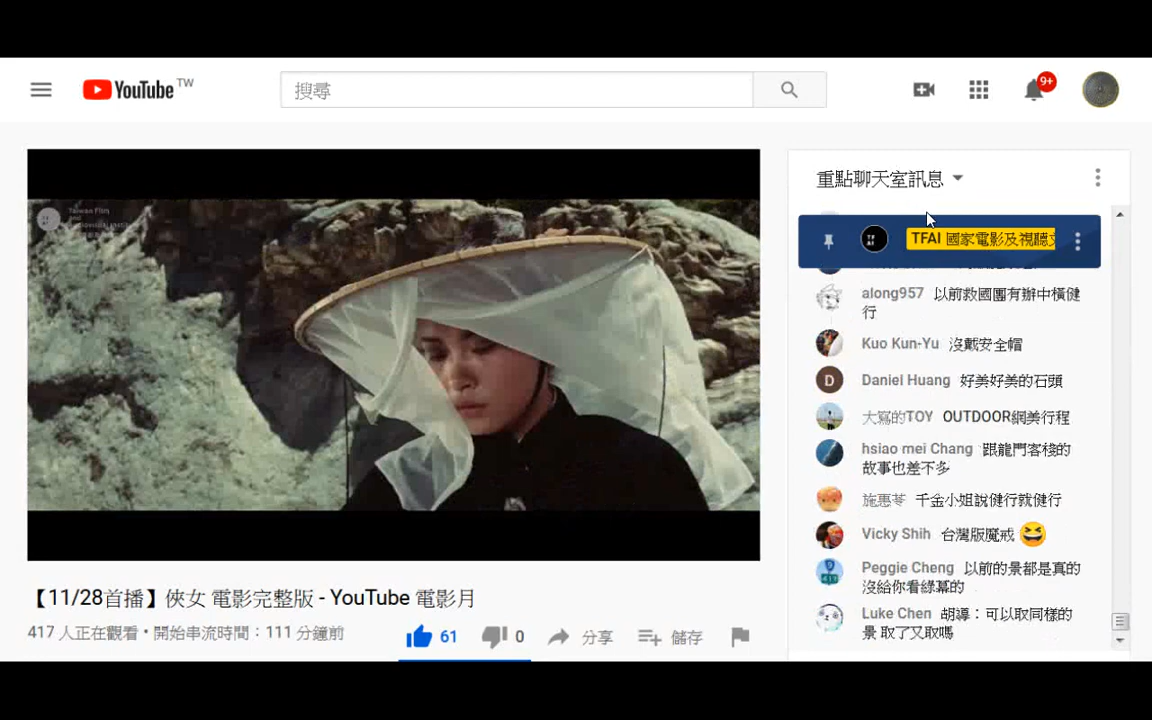 YouTube TW
搜尋
9+
Taiwan Film
and
重點聊天室訊息
TFAI 國家電影及視聽文
along957 以前救國團有辦中橫健
行
Kuo Kun-Yu 沒戴安全帽
D Daniel Huang 好美好美的石頭
大寫的TOY OUTDOOR網美行程
hsiao mei Chang 跟龍門客棧的
故事也差不多
施惠苓 千金小姐說健行就健行
Vicky Shih 台灣版魔戒
Peggie Cheng 以前的景都是真的
沒給你看綠幕的
Luke Chen 胡導：可以取同樣的
景 取了又取嗎
【11/28首播】俠女 電影完整版 - YouTube 電影月
417 人正在觀看 • 開始串流時間：111 分鐘前
61
0
分享
儲存